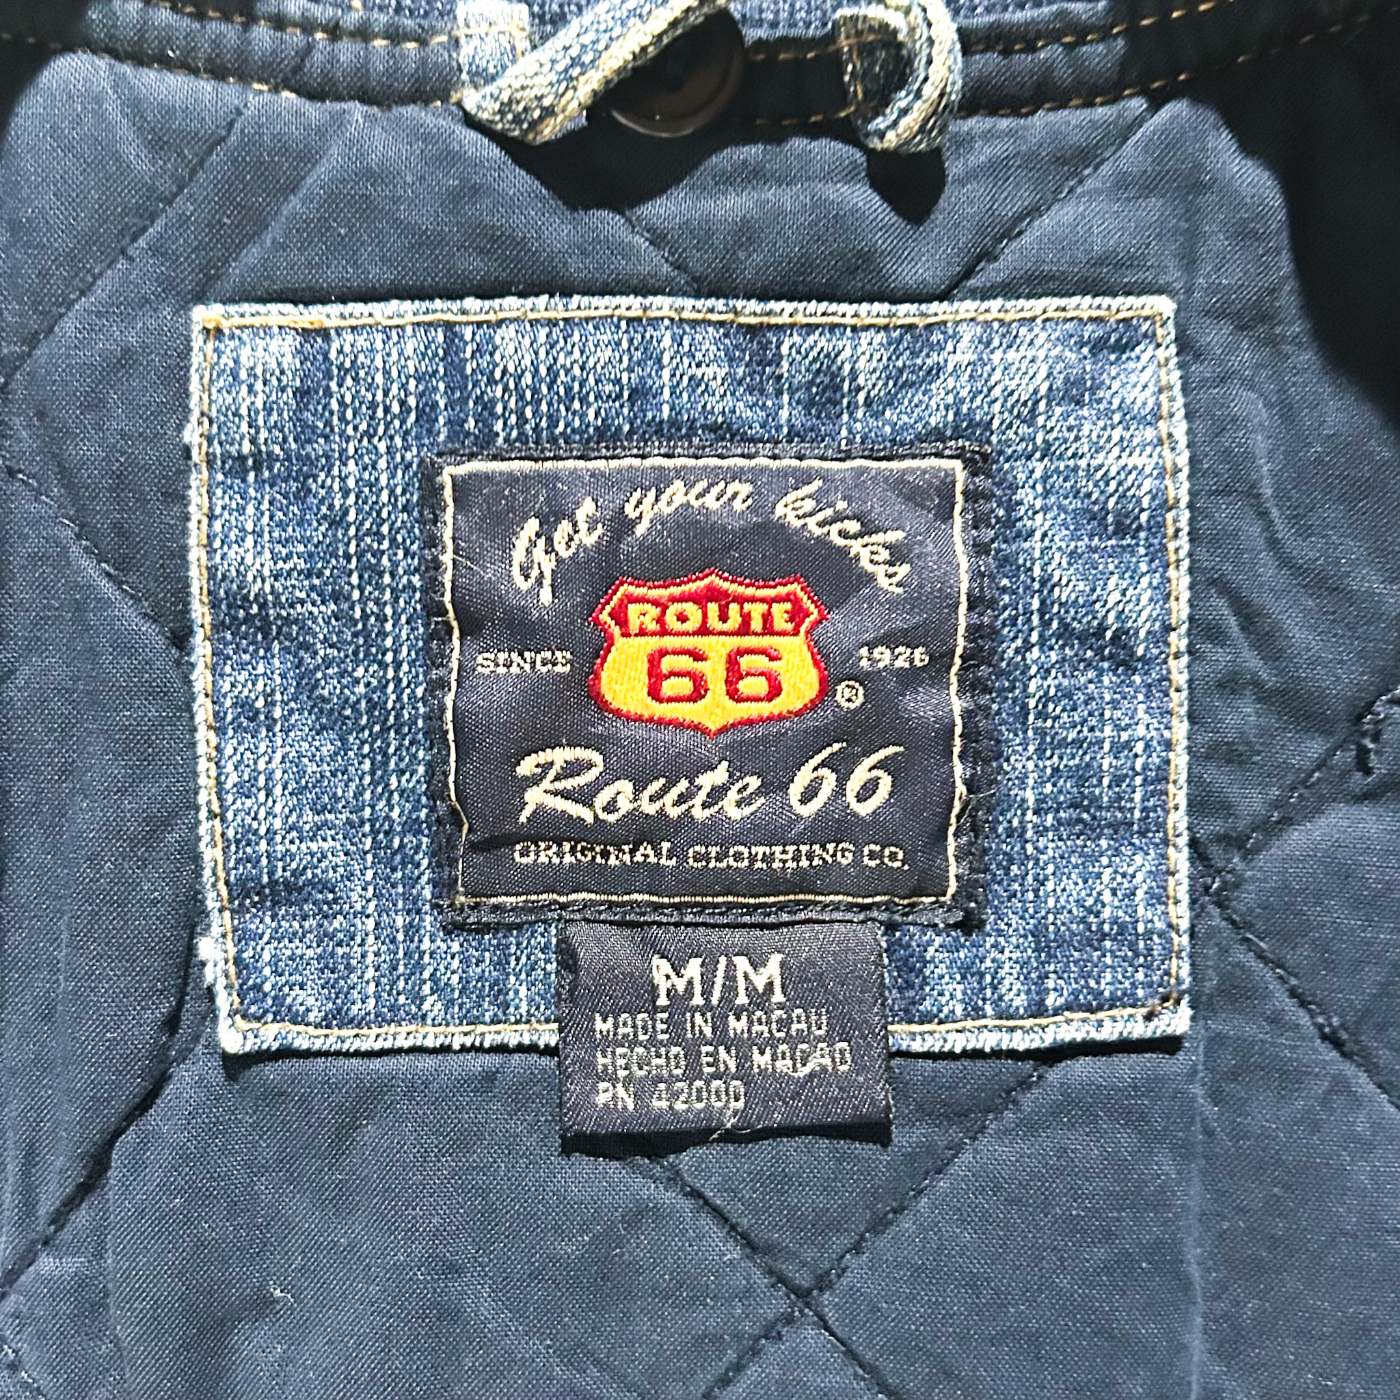 Get your kicks
ROUTE
66
SINCE 1926
®
Route 66
ORIGINAL CLOTHING CO.
M/M
MADE IN MACAU
HECHO EN MACAO
PN 42000